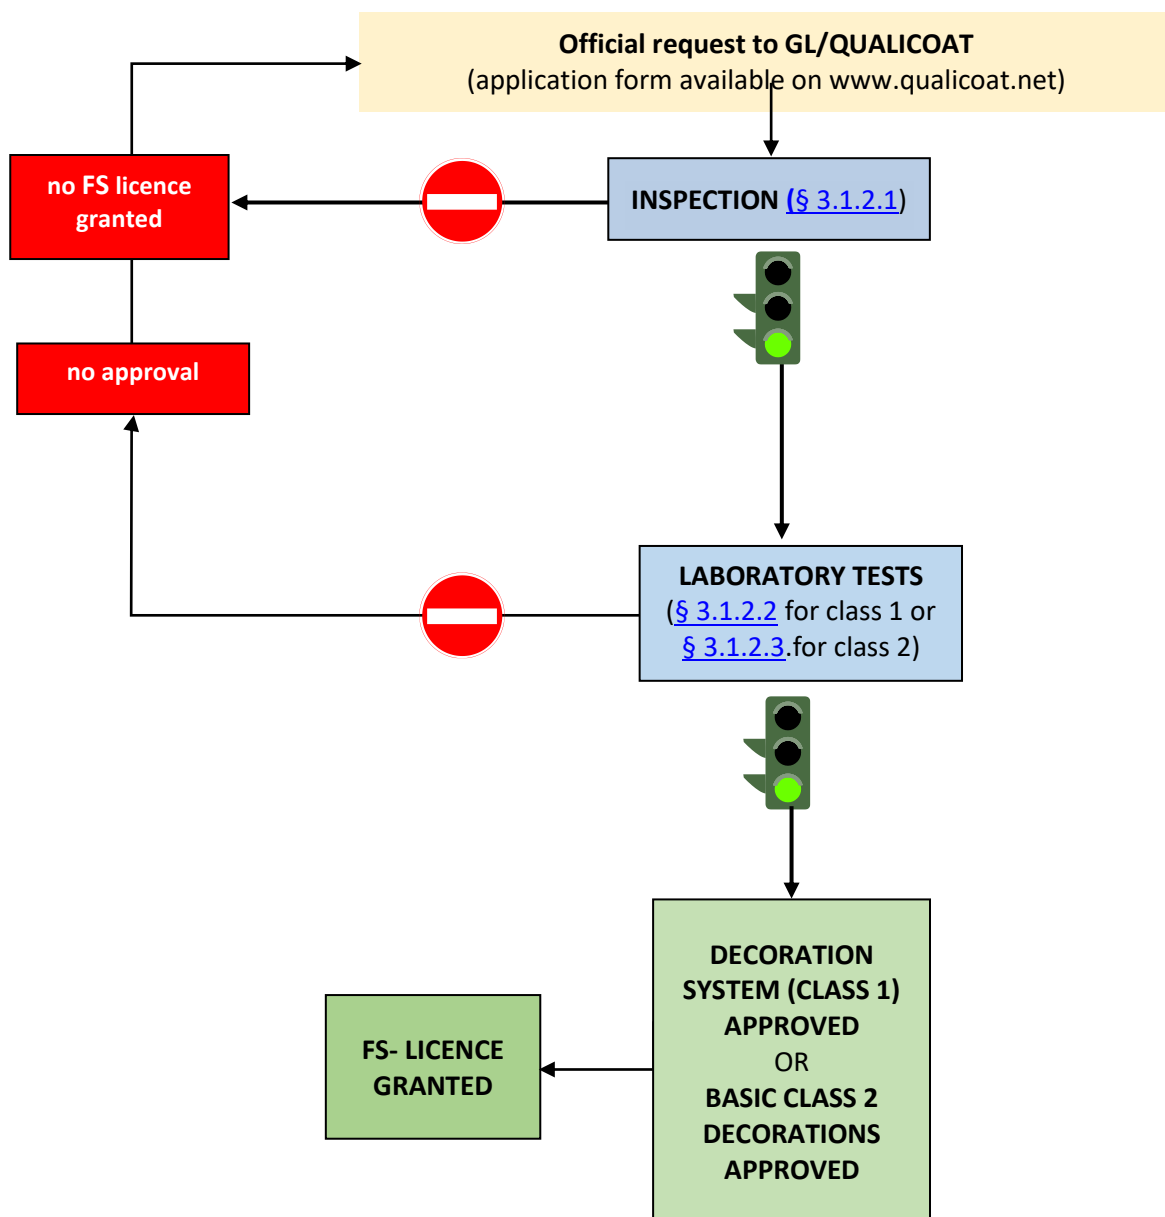 Official request to GL/QUALICOAT
(application form available on www.qualicoat.net)
no FS licence
granted
INSPECTION (§ 3.1.2.1)
no approval
LABORATORY TESTS
(§ 3.1.2.2 for class 1 or
§ 3.1.2.3.for class 2)
DECORATION
SYSTEM (CLASS 1)
APPROVED
OR
BASIC CLASS 2
DECORATIONS
APPROVED
FS- LICENCE
GRANTED